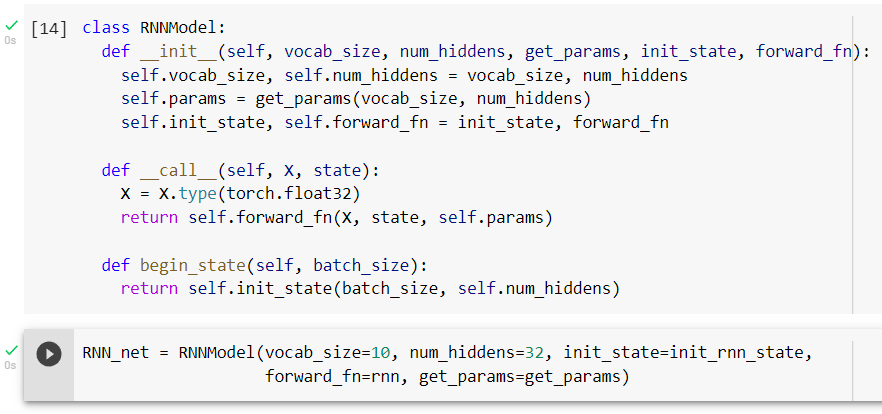 [14] class RNNModel:
def __init__(self, vocab_size, num_hiddens, get_params, init_state, forward_fn):
self.vocab_size, self.num_hiddens = vocab_size, num_hiddens
self.params = get_params(vocab_size, num_hiddens)
self.init_state, self.forward_fn = init_state, forward_fn
def __call__(self, X, state):
X = X.type(torch.float32)
return self.forward_fn(X, state, self.params)
def begin_state(self, batch_size):
return self.init_state(batch_size, self.num_hiddens)
0s
RNN_net = RNNModel(vocab_size=10, num_hiddens=32, init_state=init_rnn_state,
0s
forward_fn=rnn, get_params=get_params)